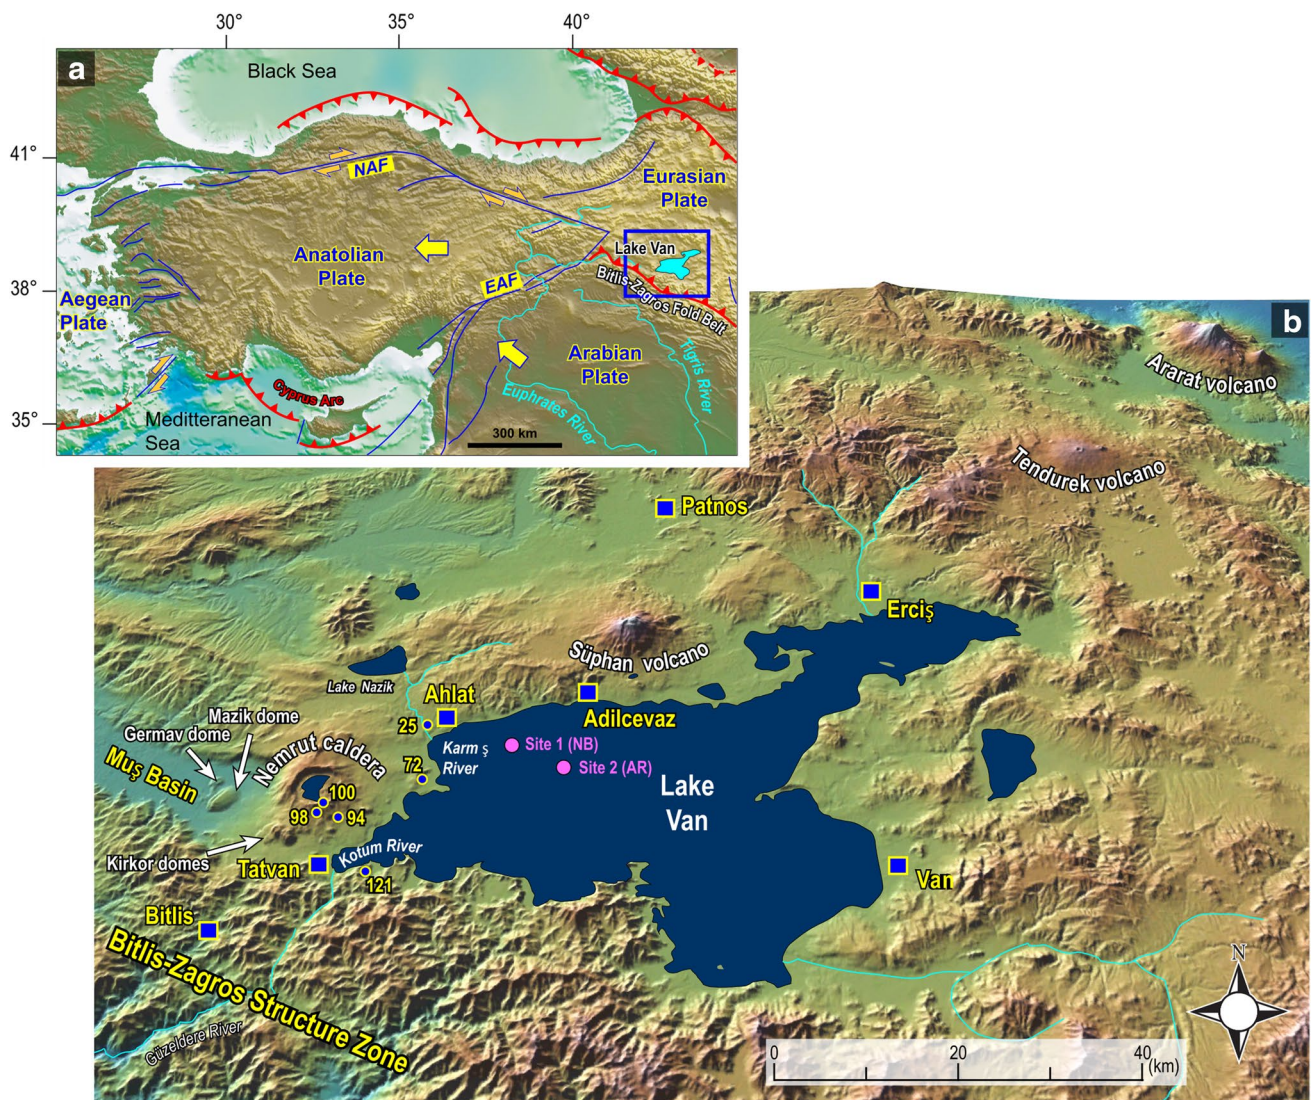 30° 35° 40°
a
Black Sea
41°
NAF
Eurasian
Plate
Anatolian
Plate
Lake Van
38°
EAF
Bitlis-Zagros Fold Belt
Aegean
Plate
Arabian
Plate
Tigris River
Cyprus Arc
Euphrates River
35°
Meditteranean
Sea
300 km
b
Ararat volcano
Tendurek volcano
Patnos
Erciş
Süphan volcano
Lake Nazik
Ahlat
Adilcevaz
25
Mazik dome
Germav dome
Nemrut caldera
Karm ş
River
Site 1 (NB)
Site 2 (AR)
72
Muş Basin
100
98
94
Lake
Van
Kirkor domes
Kotum River
Tatvan
121
Van
Bitlis
Bitlis-Zagros Structure Zone
Güzeldere River
N
0 20 40 (km)